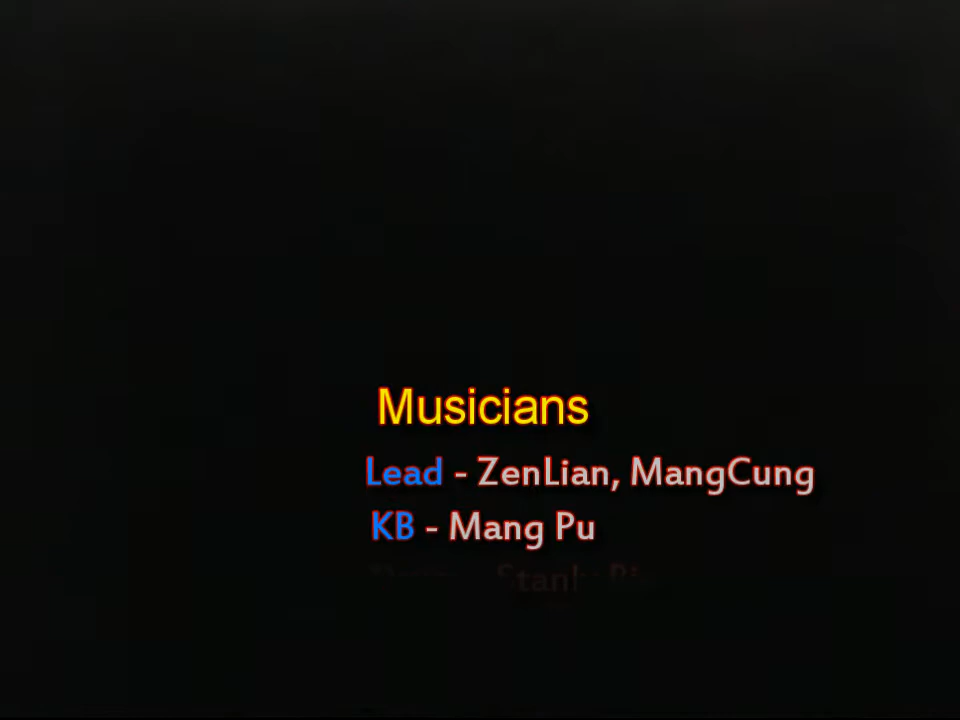 Musicians
Lead - ZenLian, MangCung
KB - Mang Pu